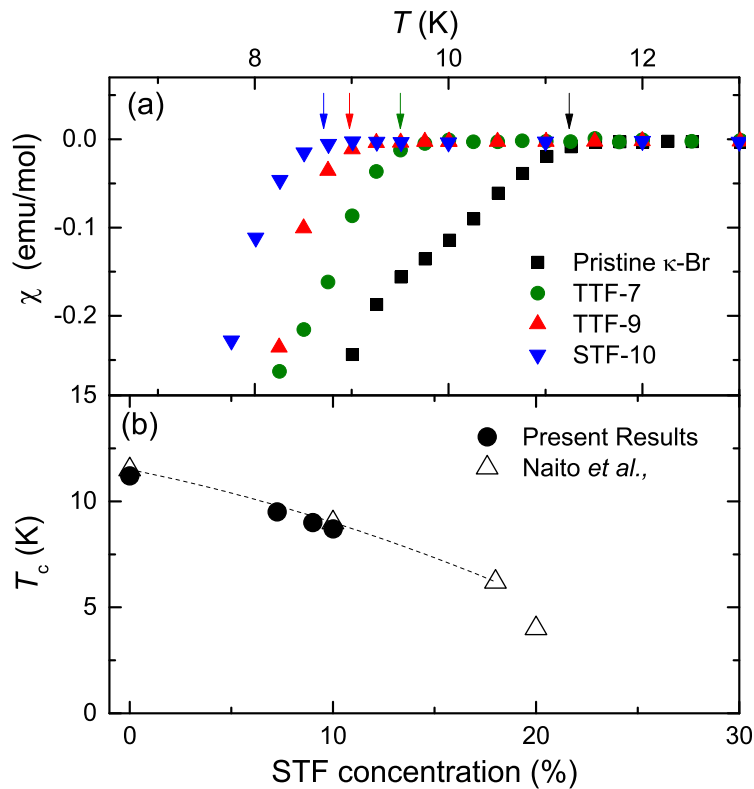 T (K)
8 10 12
(a)
0.0
-0.1
-0.2
χ (emu/mol)
Pristine κ-Br
TTF-7
TTF-9
STF-10
15
(b)
Present Results
Naito et al.,
10
5
0
Tc (K)
0 10 20 30
STF concentration (%)